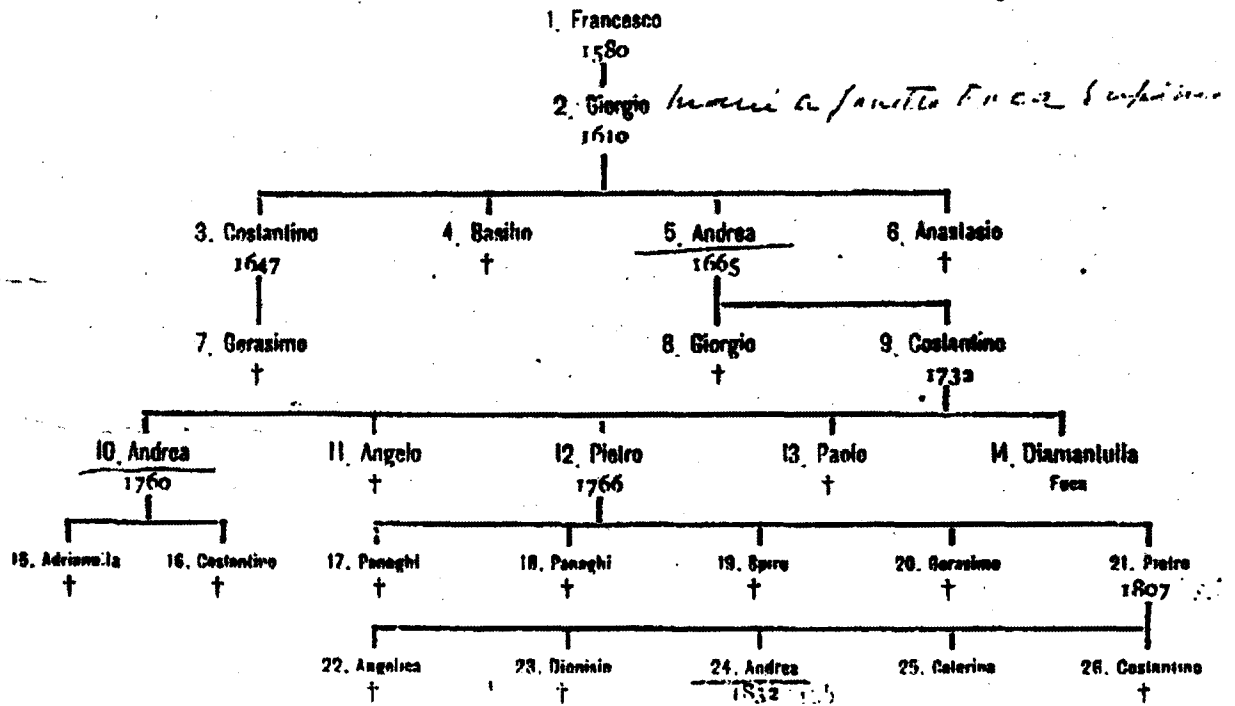 1. Francesco
1580
2. Giorgio
1610
3. Costantino 4. Basilio 5. Andrea 6. Anastasio
1647 † 1665 †
7. Gerasimo 8. Giorgio 9. Costantino
† † 1732
10. Andrea 11. Angelo 12. Pietro 13. Paolo 14. Diamantulla
1760 † 1766 † Foca
15. 16. Costantino 17. Panaghi 18. Panaghi 19. Spiro 20. Gerasimo 21. Pietro
† † † † † † 1807
22. Angelica 23. Dionisio 24. Andrea 25. Caterina 26. Costantino
† † 1832 †